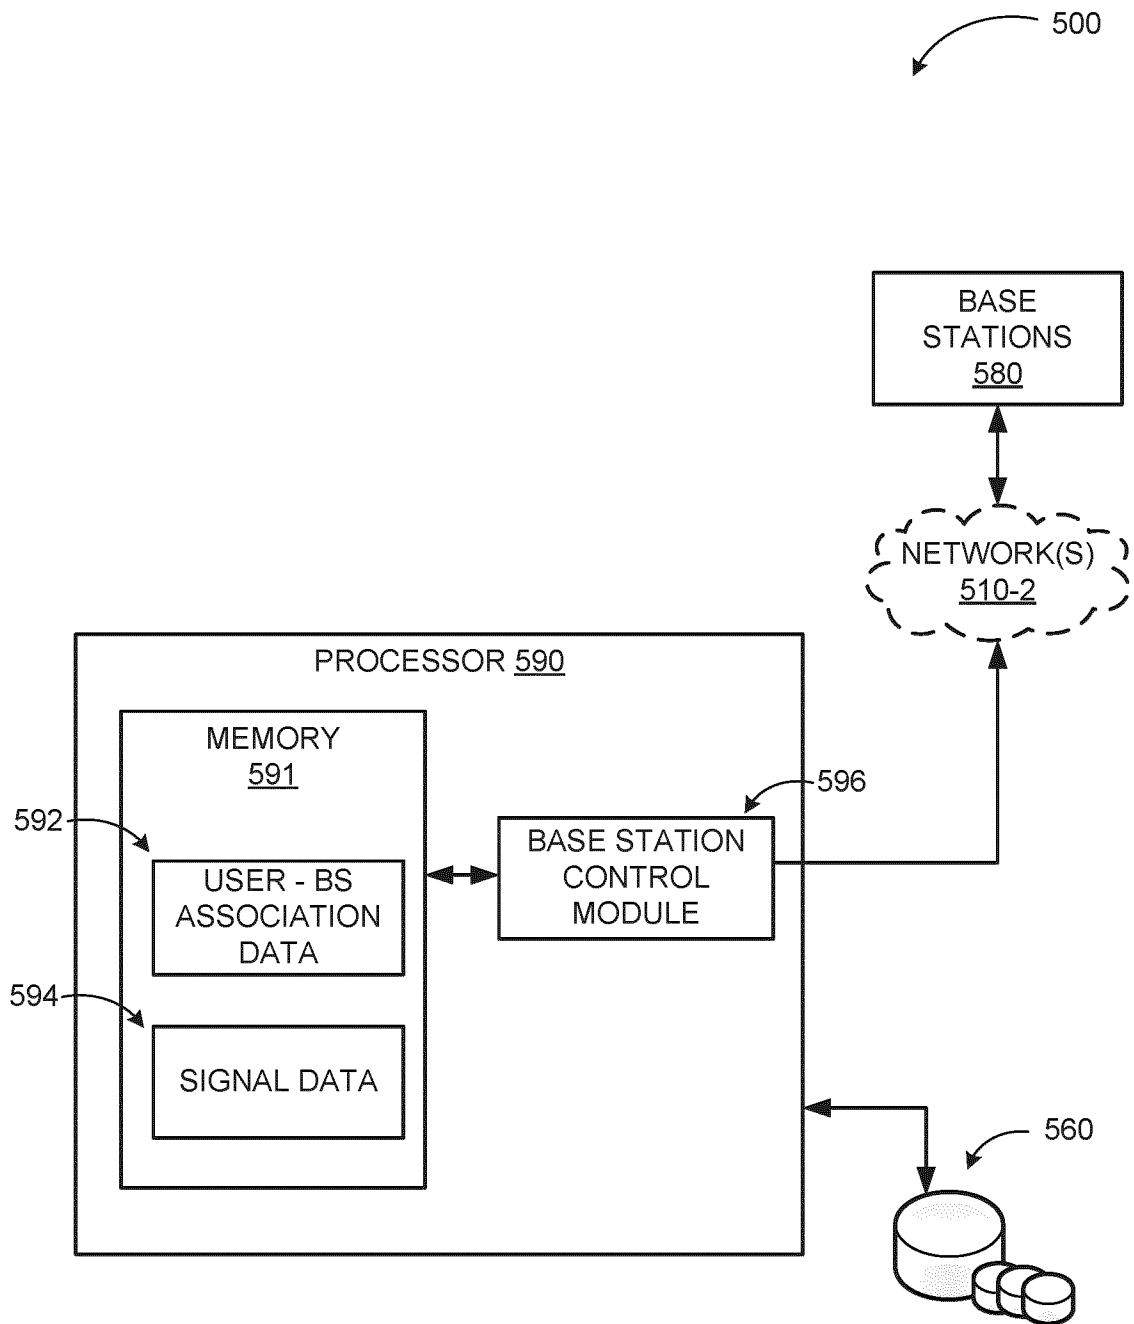 500
BASE
STATIONS
580
NETWORK(S)
510-2
PROCESSOR 590
MEMORY
591
596
592
BASE STATION
CONTROL
MODULE
USER - BS
ASSOCIATION
DATA
594
SIGNAL DATA
560